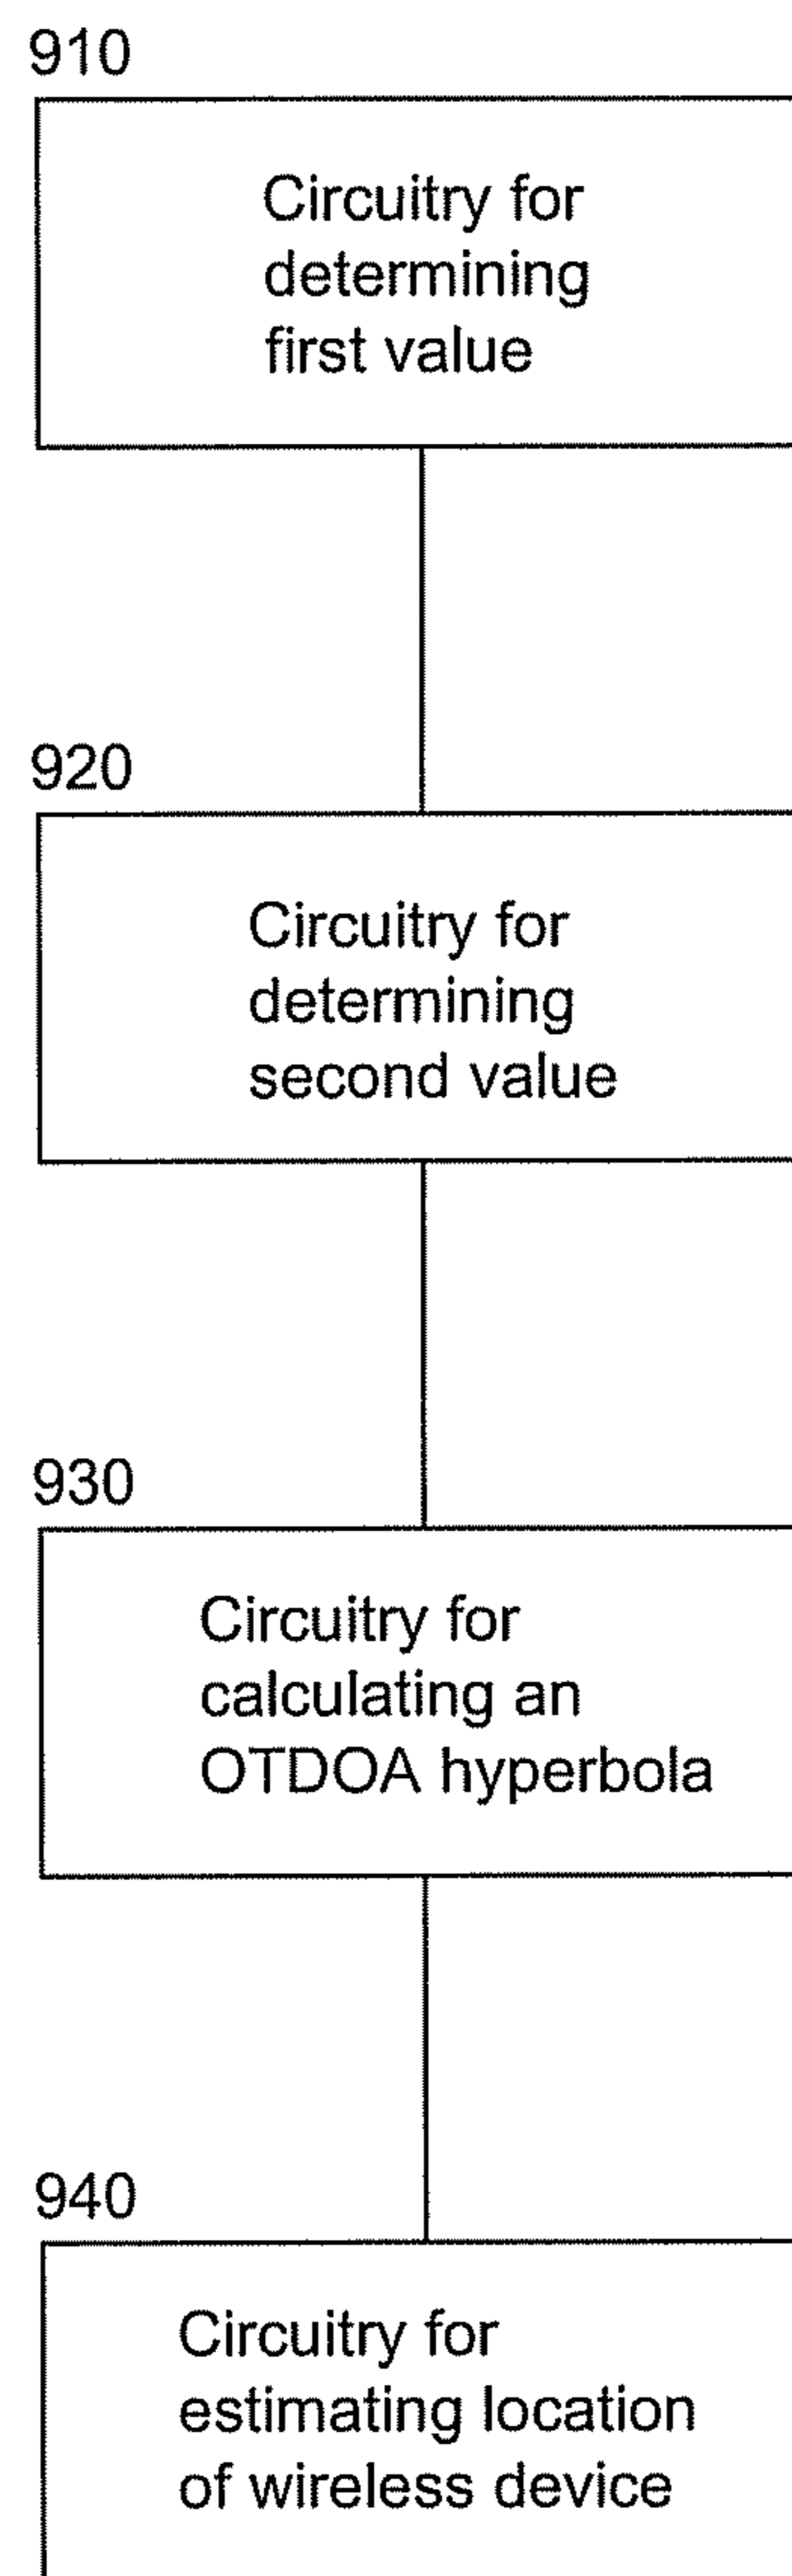 910
Circuitry for
determining
first value
920
Circuitry for
determining
second value
930
Circuitry for
calculating an
OTDOA hyperbola
940
Circuitry for
estimating location
of wireless device